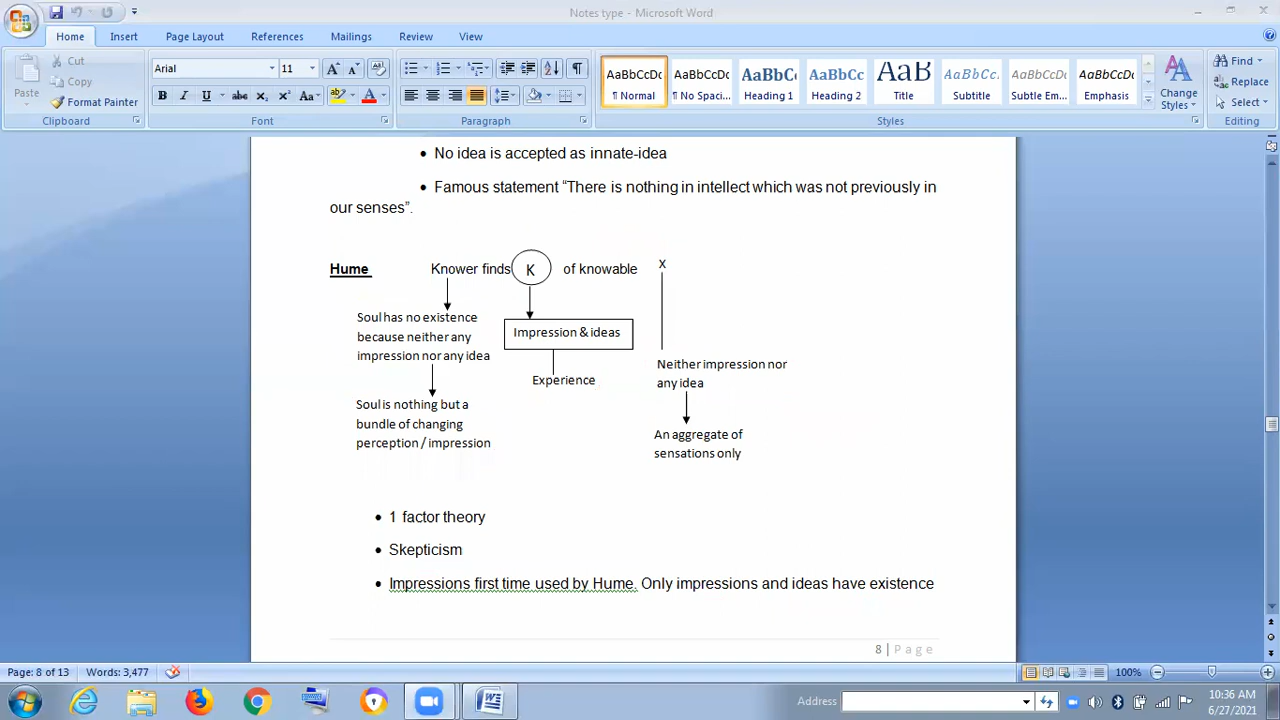 Notes type - Microsoft Word
Home Insert Page Layout References Mailings Review View
Paste
Cut
Copy
Format Painter
Clipboard
Arial 11
B I U abc x₂ x² Aa
Font
Paragraph
AaBbCcDc AaBbCcDc AaBbCc AaBbCc AaB AaBbCc. AaBbCcDc AaBbCcDc
¶ Normal ¶ No Spaci... Heading 1 Heading 2 Title Subtitle Subtle Em... Emphasis
Styles
Change
Styles
Find
Replace
Select
Editing
• No idea is accepted as innate-idea
• Famous statement “There is nothing in intellect which was not previously in
our senses”.
Hume Knower finds K of knowable x
Soul has no existence
because neither any
impression nor any idea
Soul is nothing but a
bundle of changing
perception / impression
Impression & ideas
Experience
Neither impression nor
any idea
An aggregate of
sensations only
• 1 factor theory
• Skepticism
• Impressions first time used by Hume. Only impressions and ideas have existence
8 | Page
Page: 8 of 13 Words: 3,477 100%
Address
10:36 AM
6/27/2021